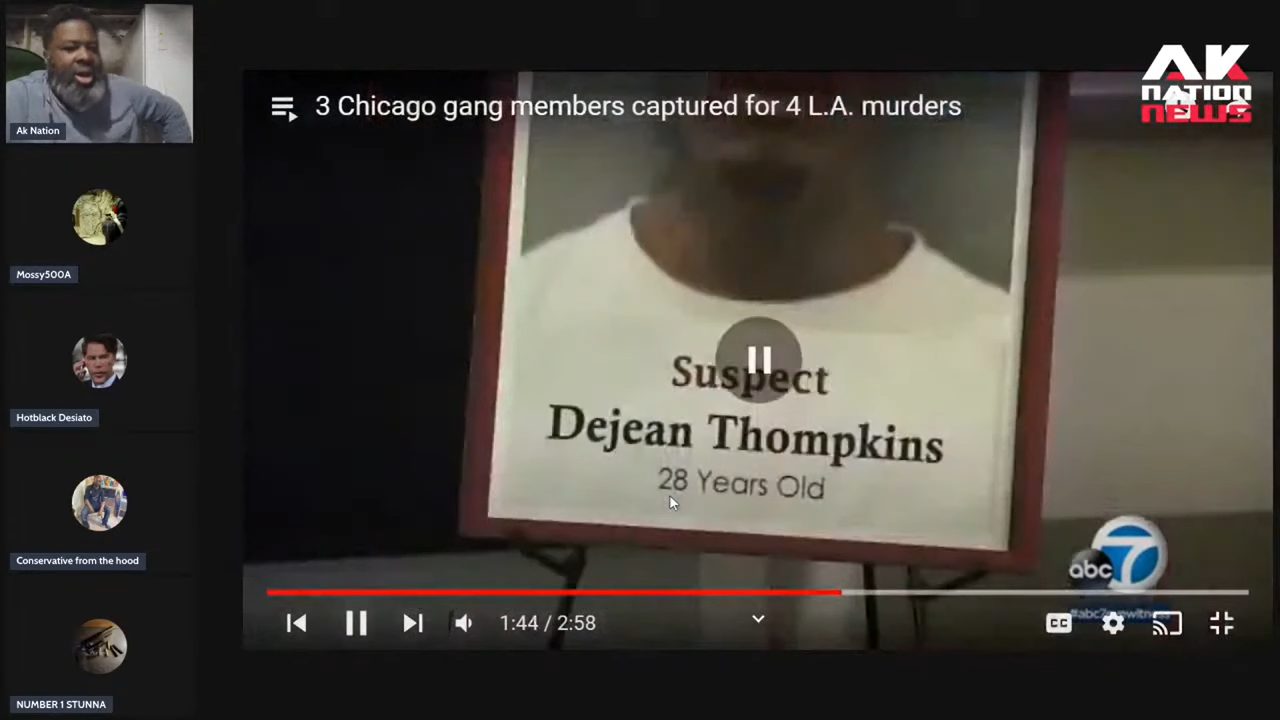 Ak Nation
Mossy500A
Hotblack Desiato
Conservative from the hood
NUMBER 1 STUNNA
3 Chicago gang members captured for 4 L.A. murders
AK
NATION
NEWS
Suspect
Dejean Thompkins
28 Years Old
abc 7
1:44 / 2:58
CC